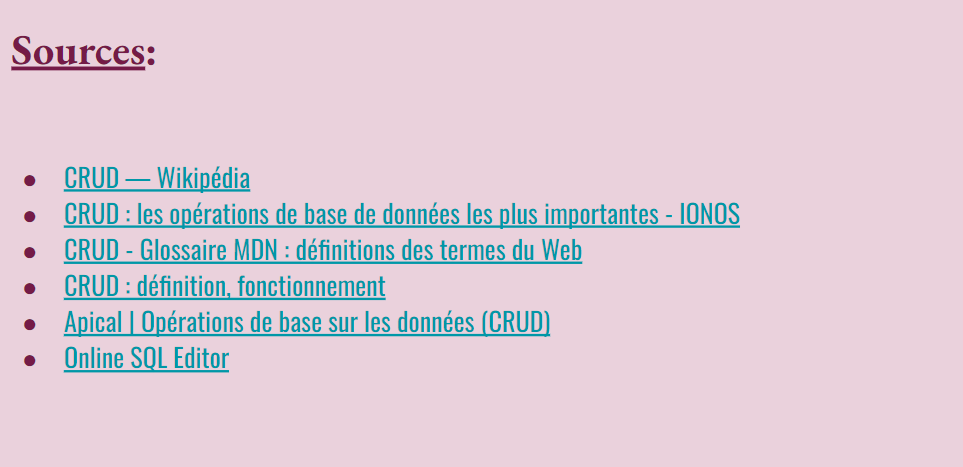 Sources:
● CRUD — Wikipédia
● CRUD : les opérations de base de données les plus importantes - IONOS
● CRUD - Glossaire MDN : définitions des termes du Web
● CRUD : définition, fonctionnement
● Apical | Opérations de base sur les données (CRUD)
● Online SQL Editor